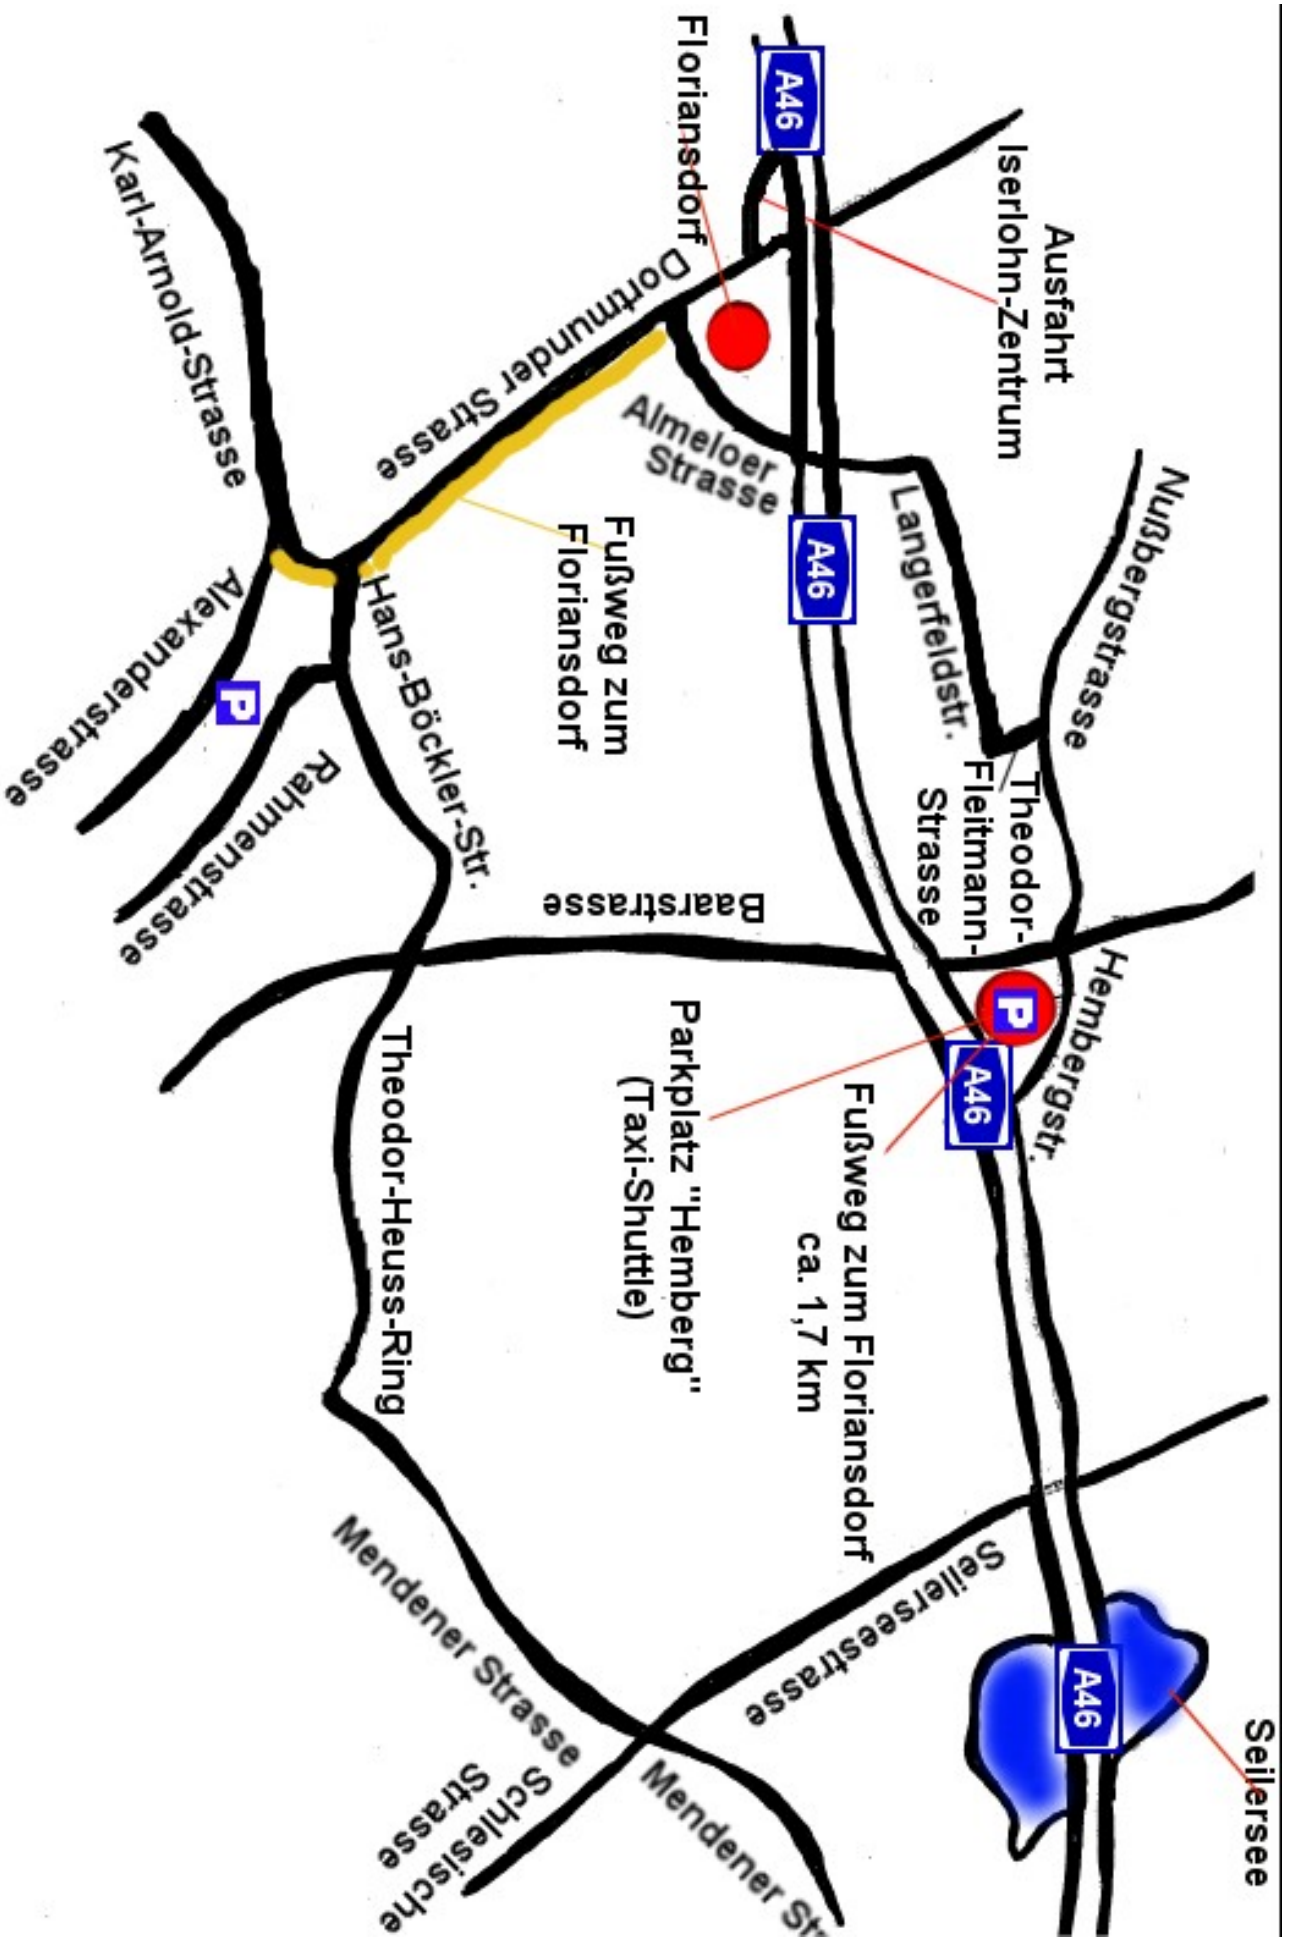 Ausfahrt
Iserlohn-Zentrum
Floriansdorf
A46
Dortmunder Strasse
Karl-Arnold-Strasse
Almeloer
Strasse
Langerfeldstr.
Nußbergstrasse
A46
Fußweg zum
Floriansdorf
Hans-Böckler-Str.
Alexanderstrasse
P
Rahmenstrasse
Theodor-
Fleitmann-
Strasse
Baarstrasse
Hembergstr.
P
A46
Fußweg zum Floriansdorf
ca. 1,7 km
Parkplatz "Hemberg"
(Taxi-Shuttle)
Theodor-Heuss-Ring
Seilerseestrasse
Mendener Strasse
A46
Seilersee
Schlesische
Strasse
Mendener Str.